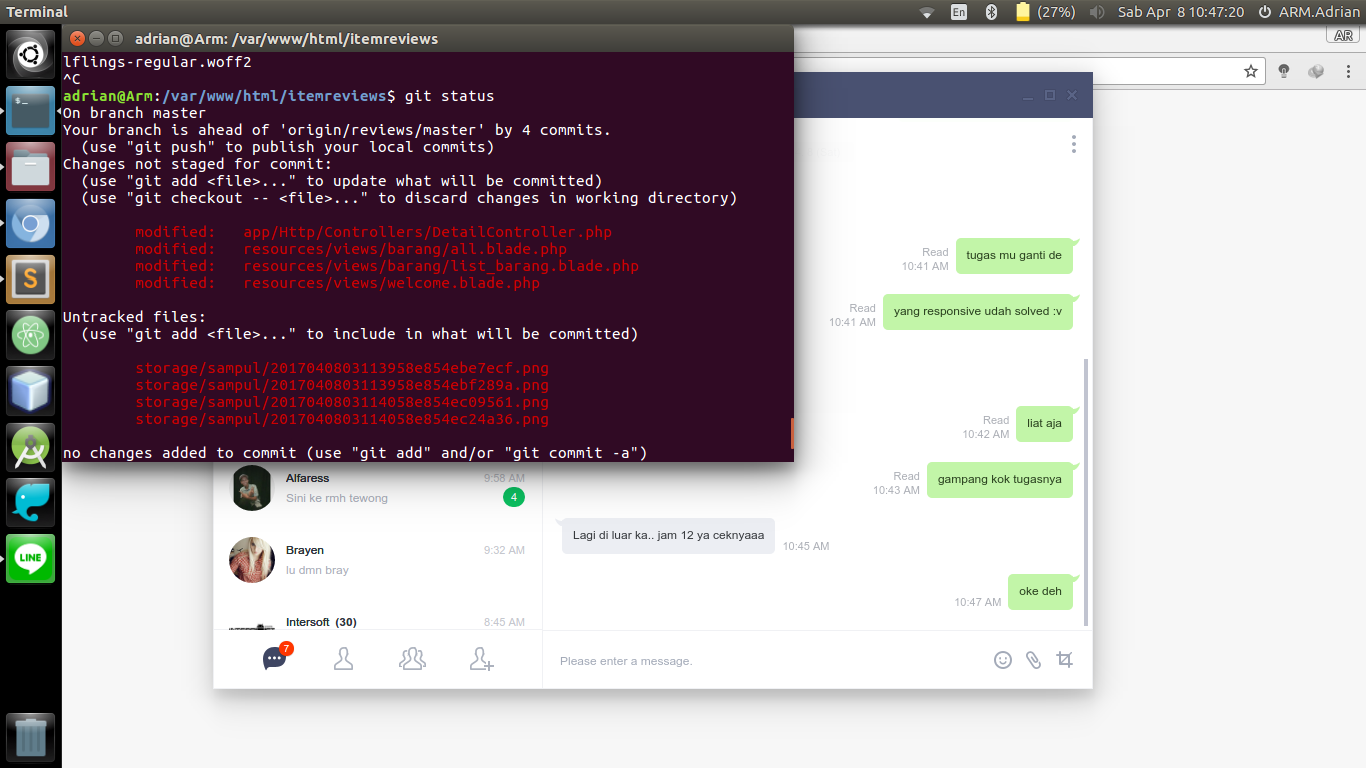 Terminal
En
(27%)
Sab Apr 8 10:47:20
ARM.Adrian
AR
adrian@Arm: /var/www/html/itemreviews
lflings-regular.woff2
^C
adrian@Arm:/var/www/html/itemreviews$ git status
On branch master
Your branch is ahead of 'origin/reviews/master' by 4 commits.
  (use "git push" to publish your local commits)
Changes not staged for commit:
  (use "git add <file>..." to update what will be committed)
  (use "git checkout -- <file>..." to discard changes in working directory)
modified:   app/Http/Controllers/DetailController.php
modified:   resources/views/barang/all.blade.php
modified:   resources/views/barang/list_barang.blade.php
modified:   resources/views/welcome.blade.php
Untracked files:
  (use "git add <file>..." to include in what will be committed)
storage/sampul/2017040803113958e854ebe7ecf.png
storage/sampul/2017040803113958e854ebf289a.png
storage/sampul/2017040803114058e854ec09561.png
storage/sampul/2017040803114058e854ec24a36.png
no changes added to commit (use "git add" and/or "git commit -a")
S
LINE
Alfaress
9:58 AM
Sini ke rmh tewong
4
Brayen
9:32 AM
lu dmn bray
Intersoft (30)
8:45 AM
7
Read
10:41 AM
tugas mu ganti de
Read
10:41 AM
yang responsive udah solved :v
Read
10:42 AM
liat aja
Read
10:43 AM
gampang kok tugasnya
Lagi di luar ka.. jam 12 ya ceknyaaa
10:45 AM
10:47 AM
oke deh
Please enter a message.